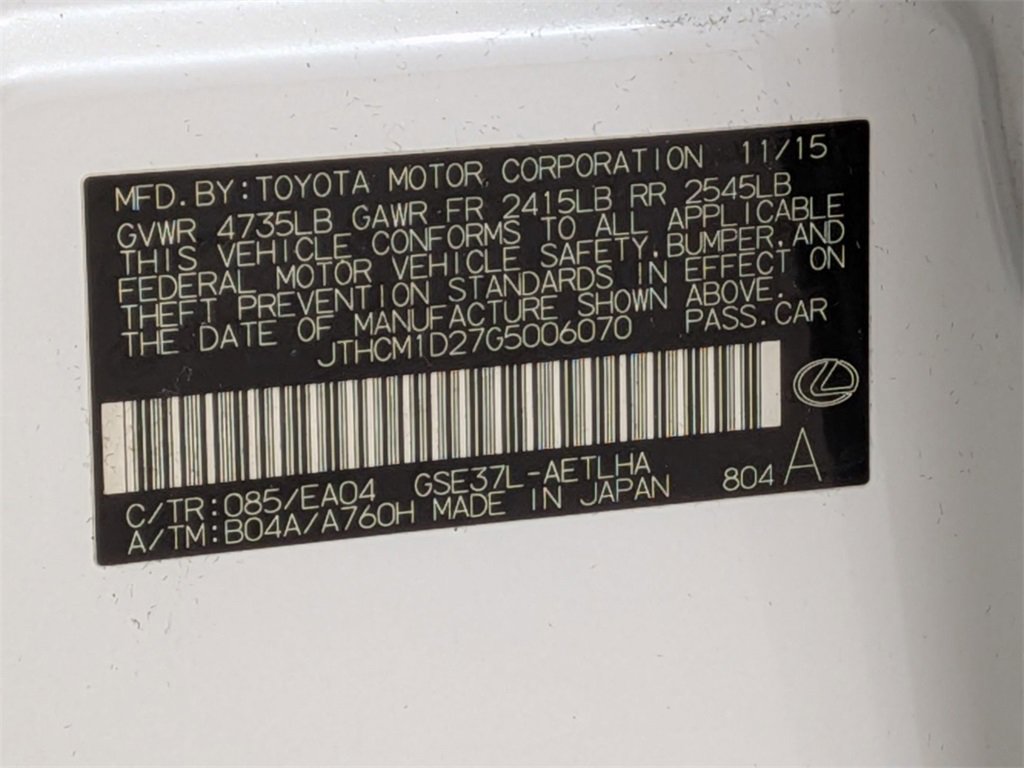 MFD. BY: TOYOTA MOTOR CORPORATION 11/15
GVWR 4735LB GAWR FR 2415LB RR 2545LB
THIS VEHICLE CONFORMS TO ALL APPLICABLE
FEDERAL MOTOR VEHICLE SAFETY, BUMPER, AND
THEFT PREVENTION STANDARDS IN EFFECT ON
THE DATE OF MANUFACTURE SHOWN ABOVE.
JTHCM1D27G5006070 PASS. CAR
C/TR: 085/EA04 GSE37L-AETLHA 804 A
A/TM: B04A/A760H MADE IN JAPAN